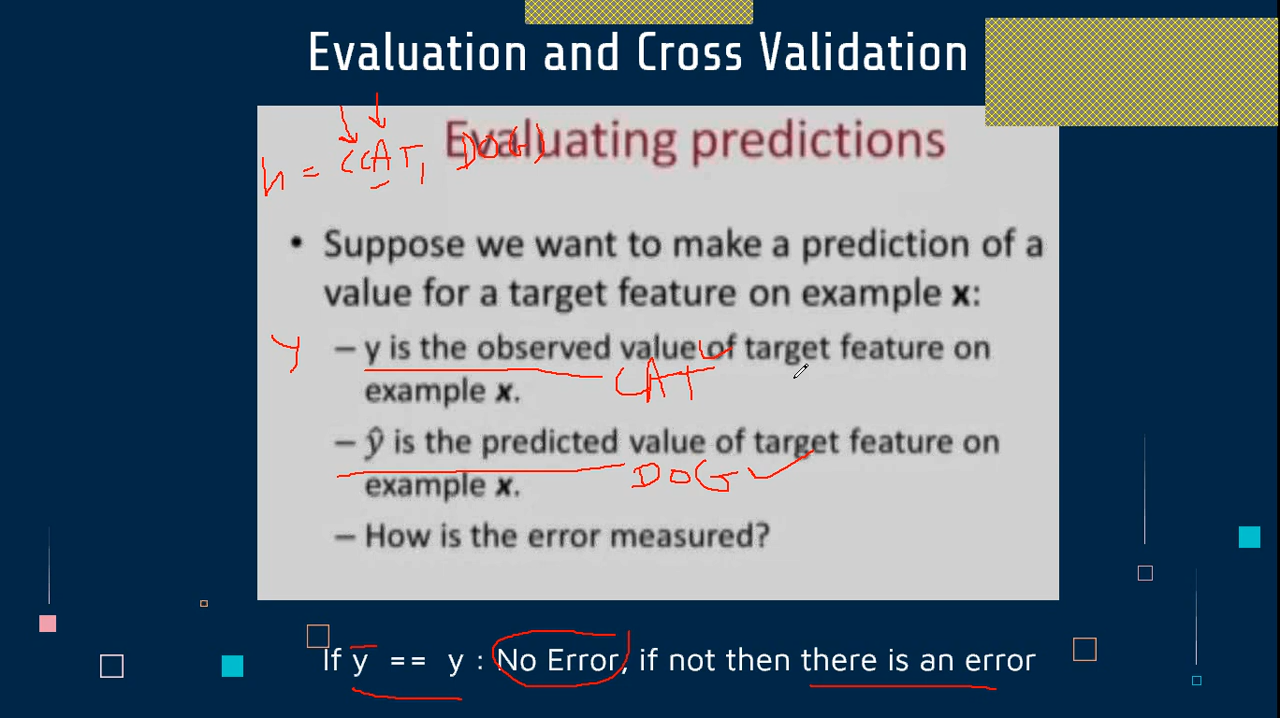 Evaluation and Cross Validation
Evaluating predictions
h = ((CAT, DOG)
• Suppose we want to make a prediction of a
value for a target feature on example x:
y
– y is the observed value of target feature on
example x.
CAT
– ŷ is the predicted value of target feature on
example x.
DOG
– How is the error measured?
If y == y : No Error, if not then there is an error